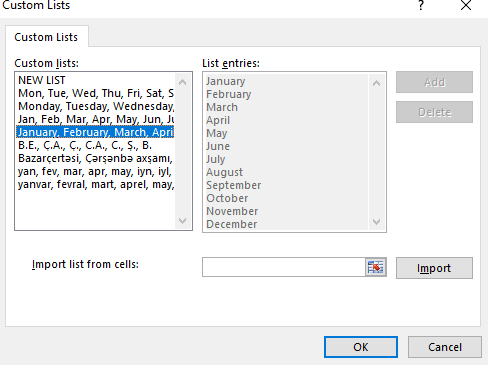 Custom Lists
?
Custom Lists
Custom lists:
NEW LIST
Mon, Tue, Wed, Thu, Fri, Sat, S
Monday, Tuesday, Wednesday,
Jan, Feb, Mar, Apr, May, Jun, Ju
January, February, March, April
B.E., Ç.A., Ç., C.A., C., Ş., B.
Bazarçertəsi, Çərşənbə axşamı,
yan, fev, mar, apr, may, iyn, iyl,
yanvar, fevral, mart, aprel, may,
List entries:
January
February
March
April
May
June
July
August
September
October
November
December
Add
Delete
Import list from cells:
Import
OK
Cancel